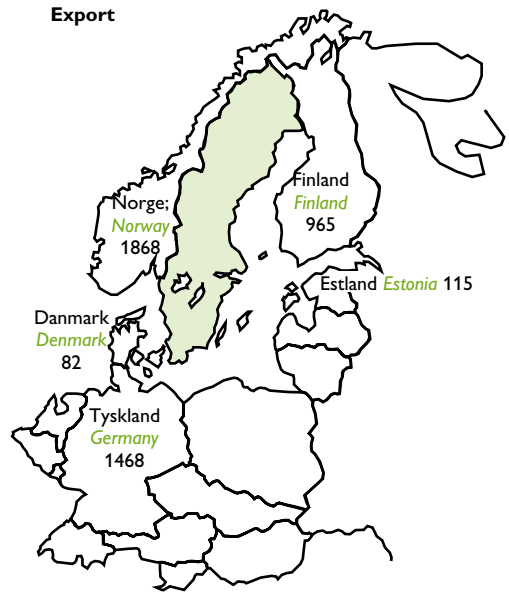 Export
Finland
Finland
965
Norge;
Norway
1868
Estland Estonia 115
Danmark
Denmark
82
Tyskland
Germany
1468